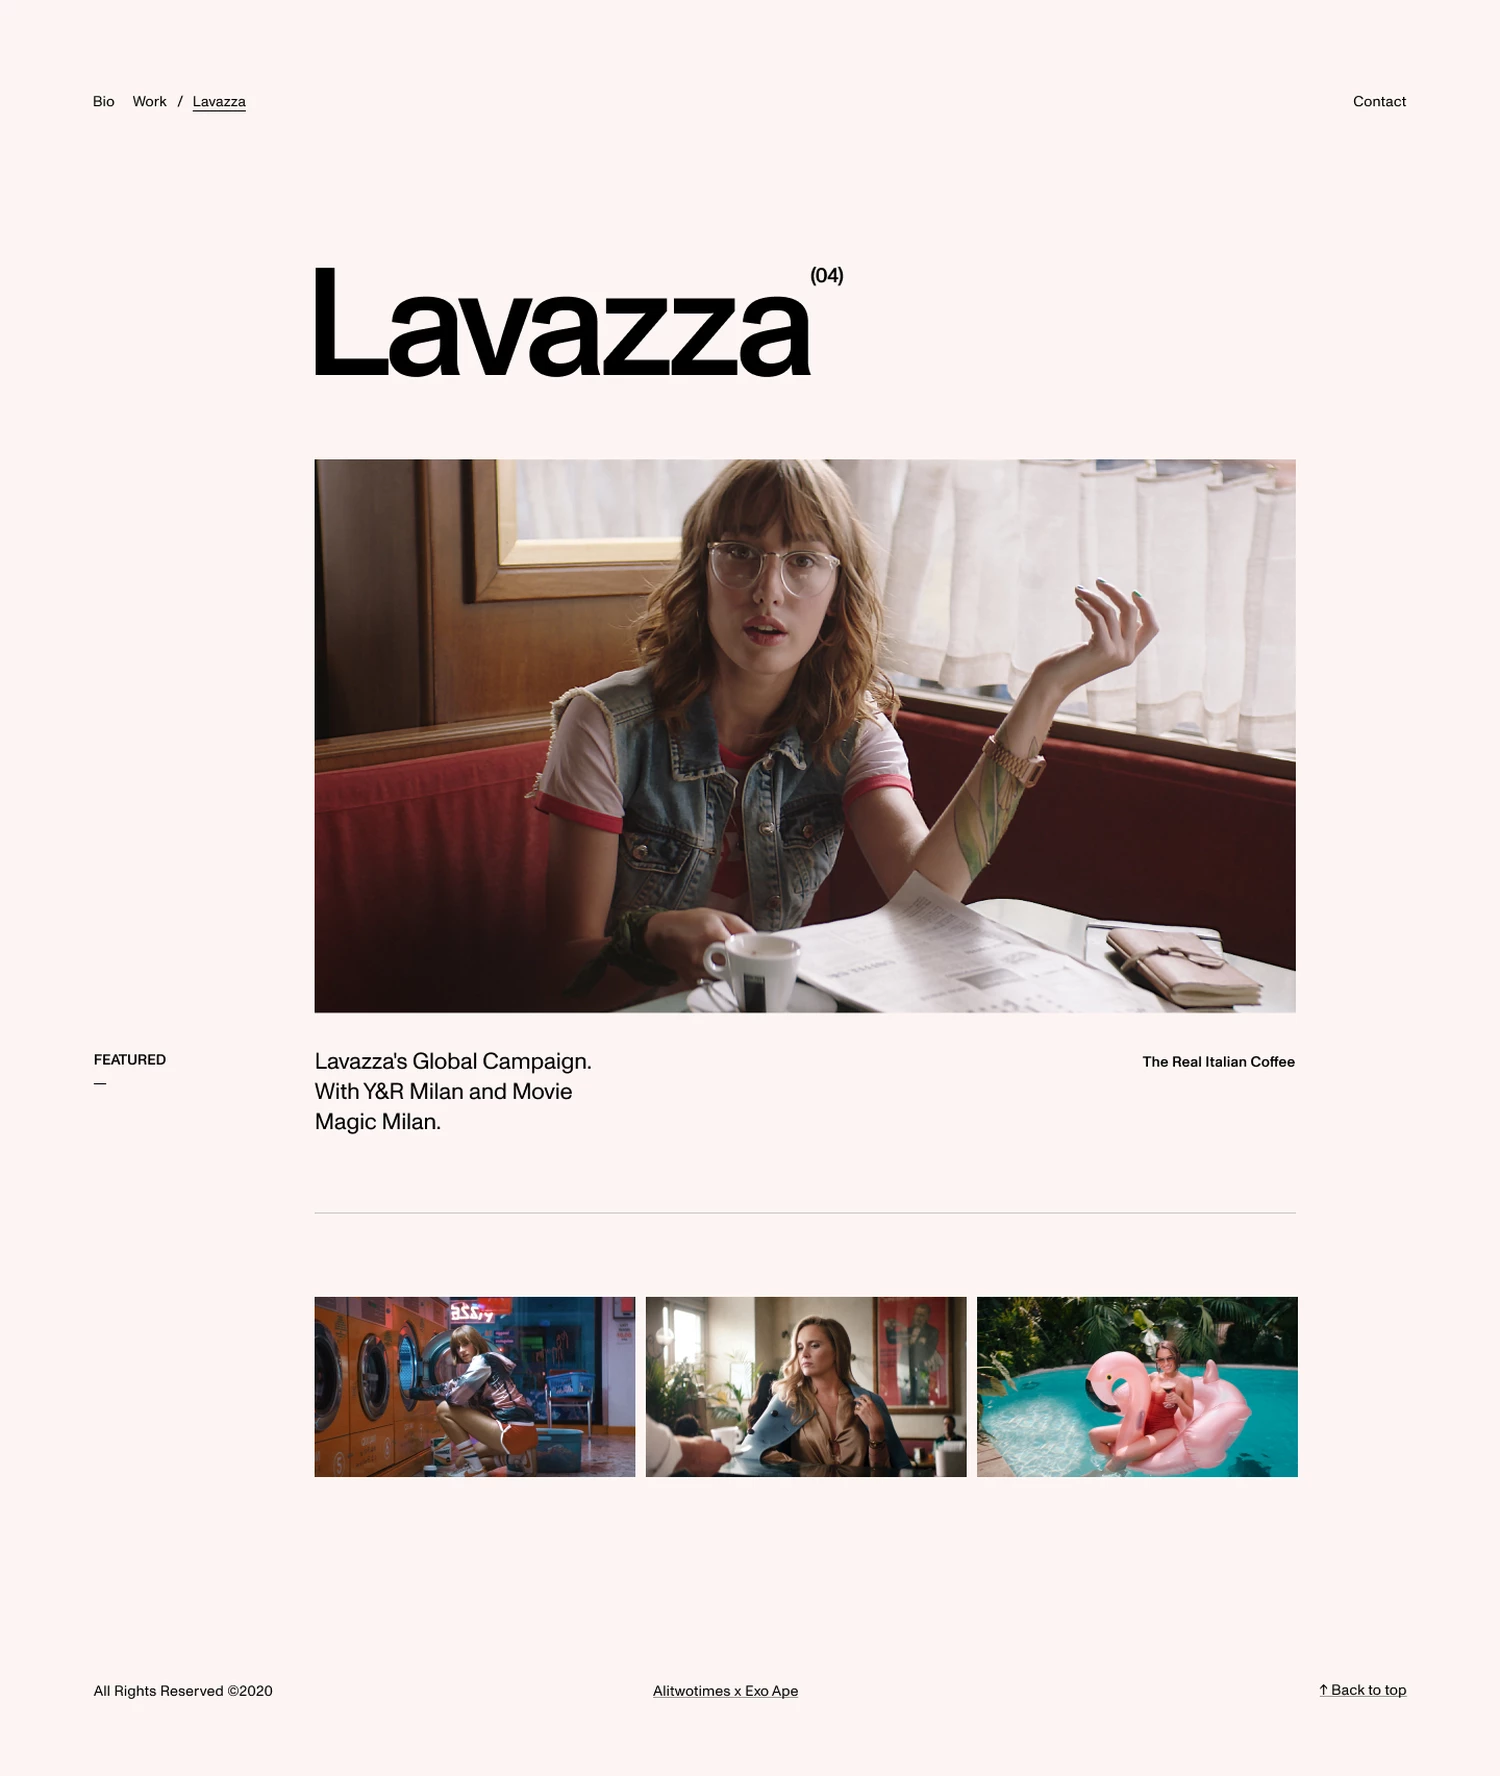 Bio Work / Lavazza Contact
Lavazza (04)
FEATURED
—
Lavazza's Global Campaign.
With Y&R Milan and Movie
Magic Milan.
The Real Italian Coffee
All Rights Reserved ©2020 Alitwotimes x Exo Ape ↑ Back to top